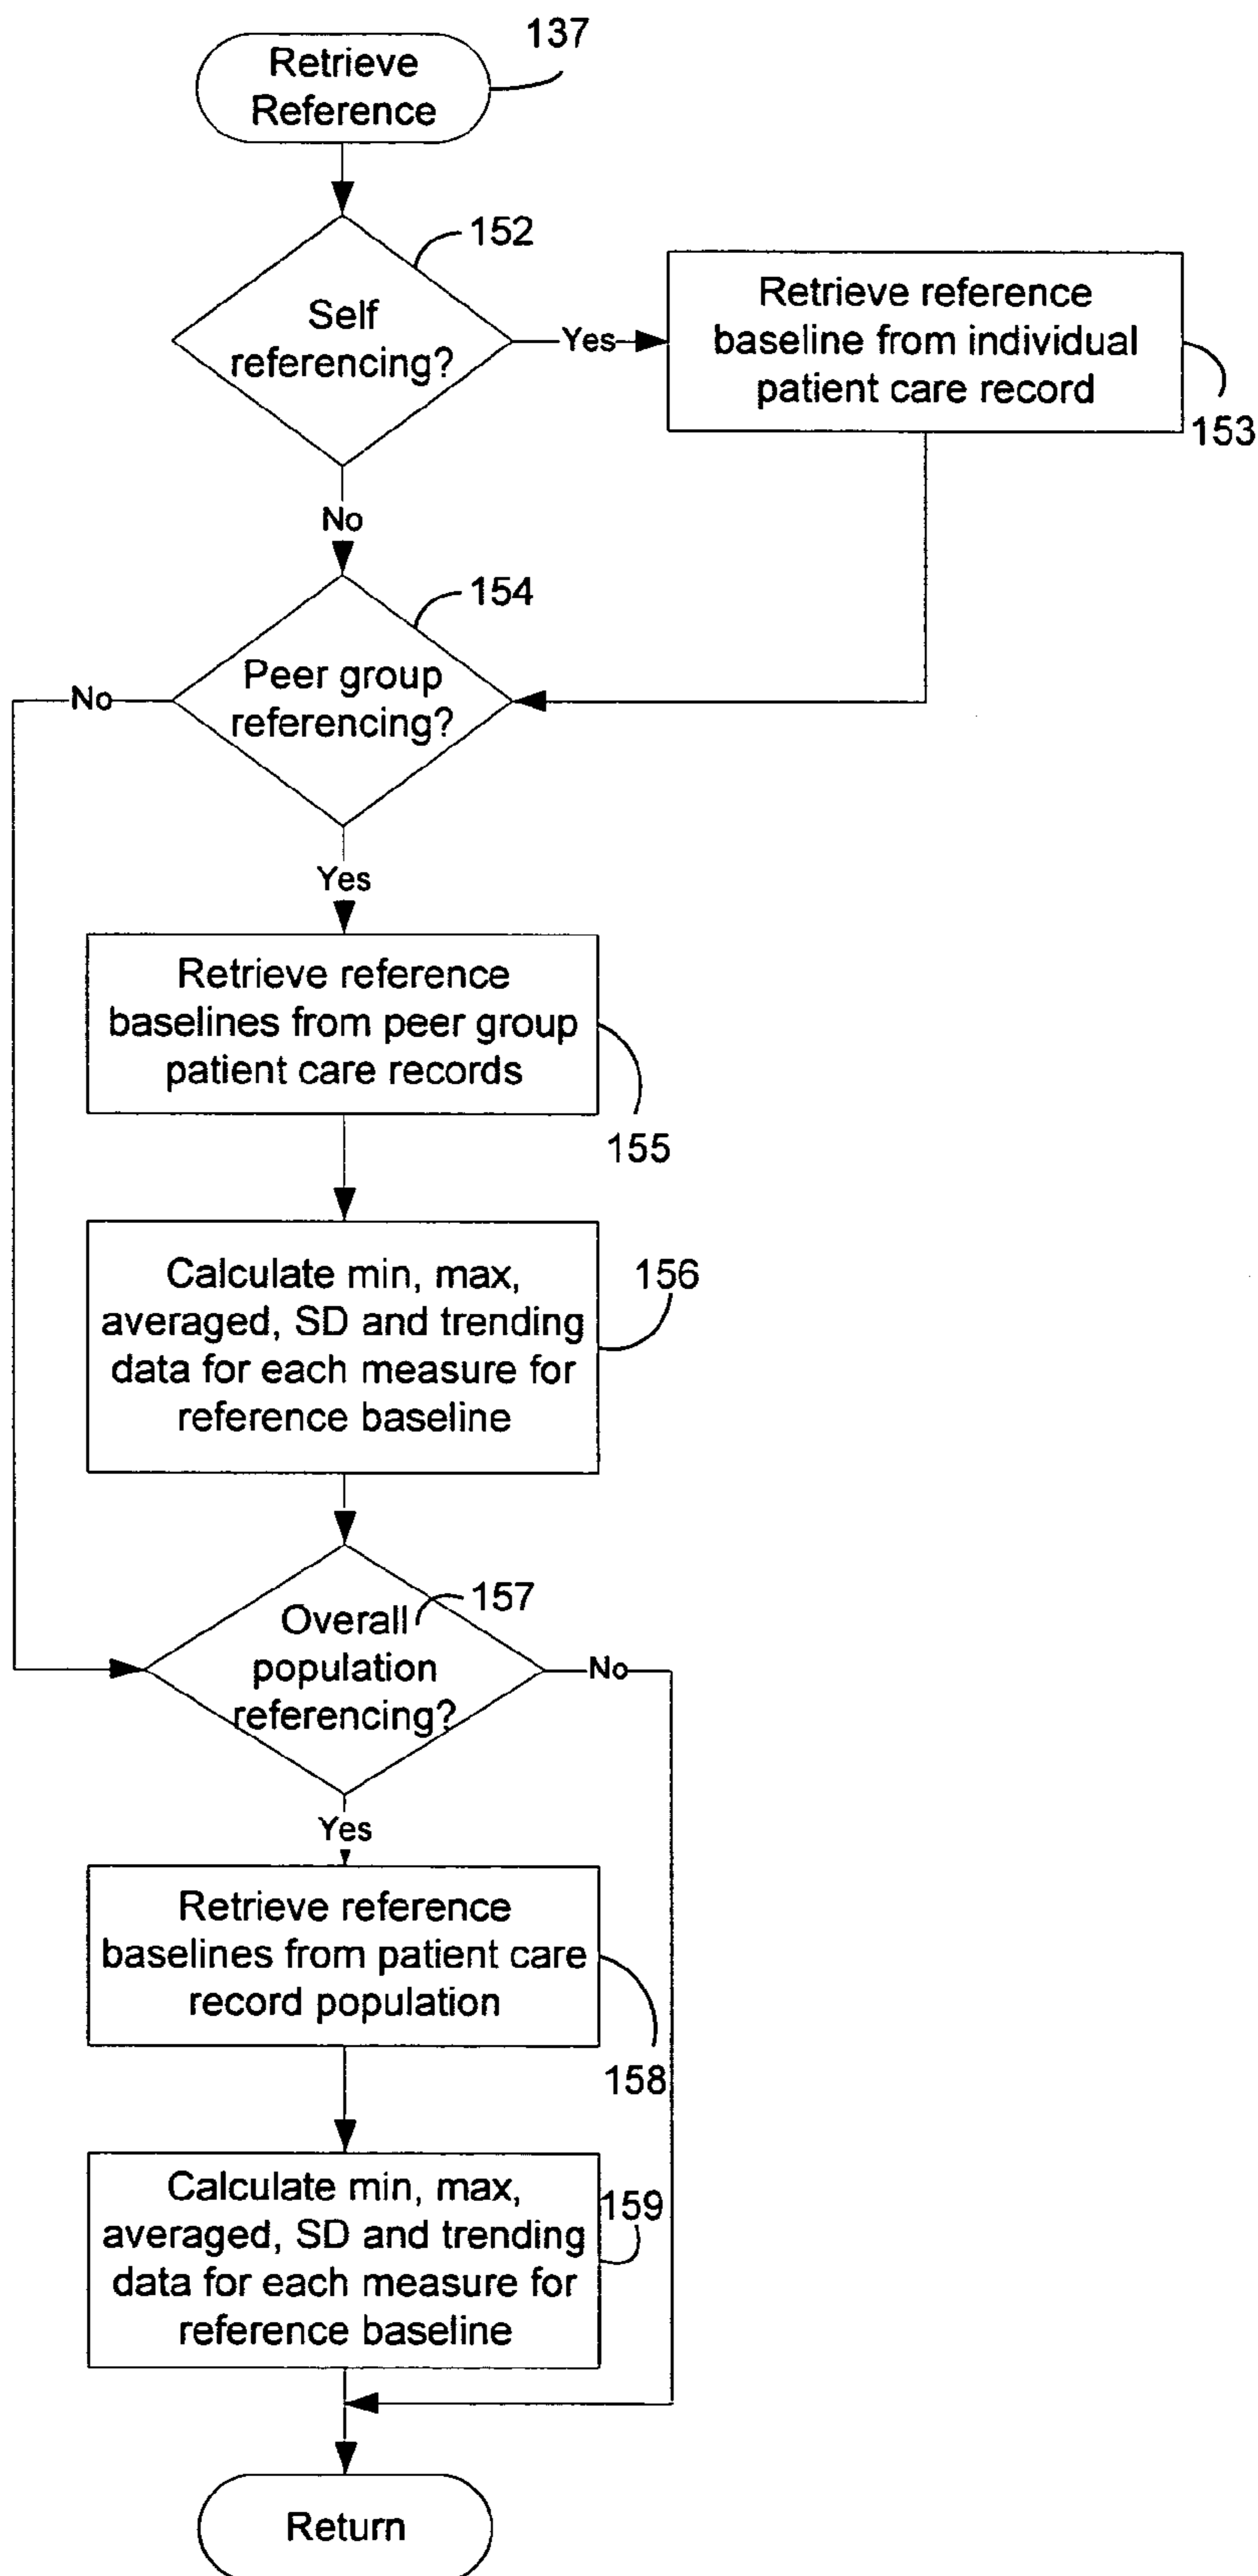 Retrieve
Reference
137
152
Self
referencing?
Yes
Retrieve reference
baseline from individual
patient care record
153
No
154
Peer group
referencing?
No
Yes
Retrieve reference
baselines from peer group
patient care records
155
Calculate min, max,
averaged, SD and trending
data for each measure for
reference baseline
156
157
Overall
population
referencing?
No
Yes
Retrieve reference
baselines from patient care
record population
158
Calculate min, max,
averaged, SD and trending
data for each measure for
reference baseline
159
Return